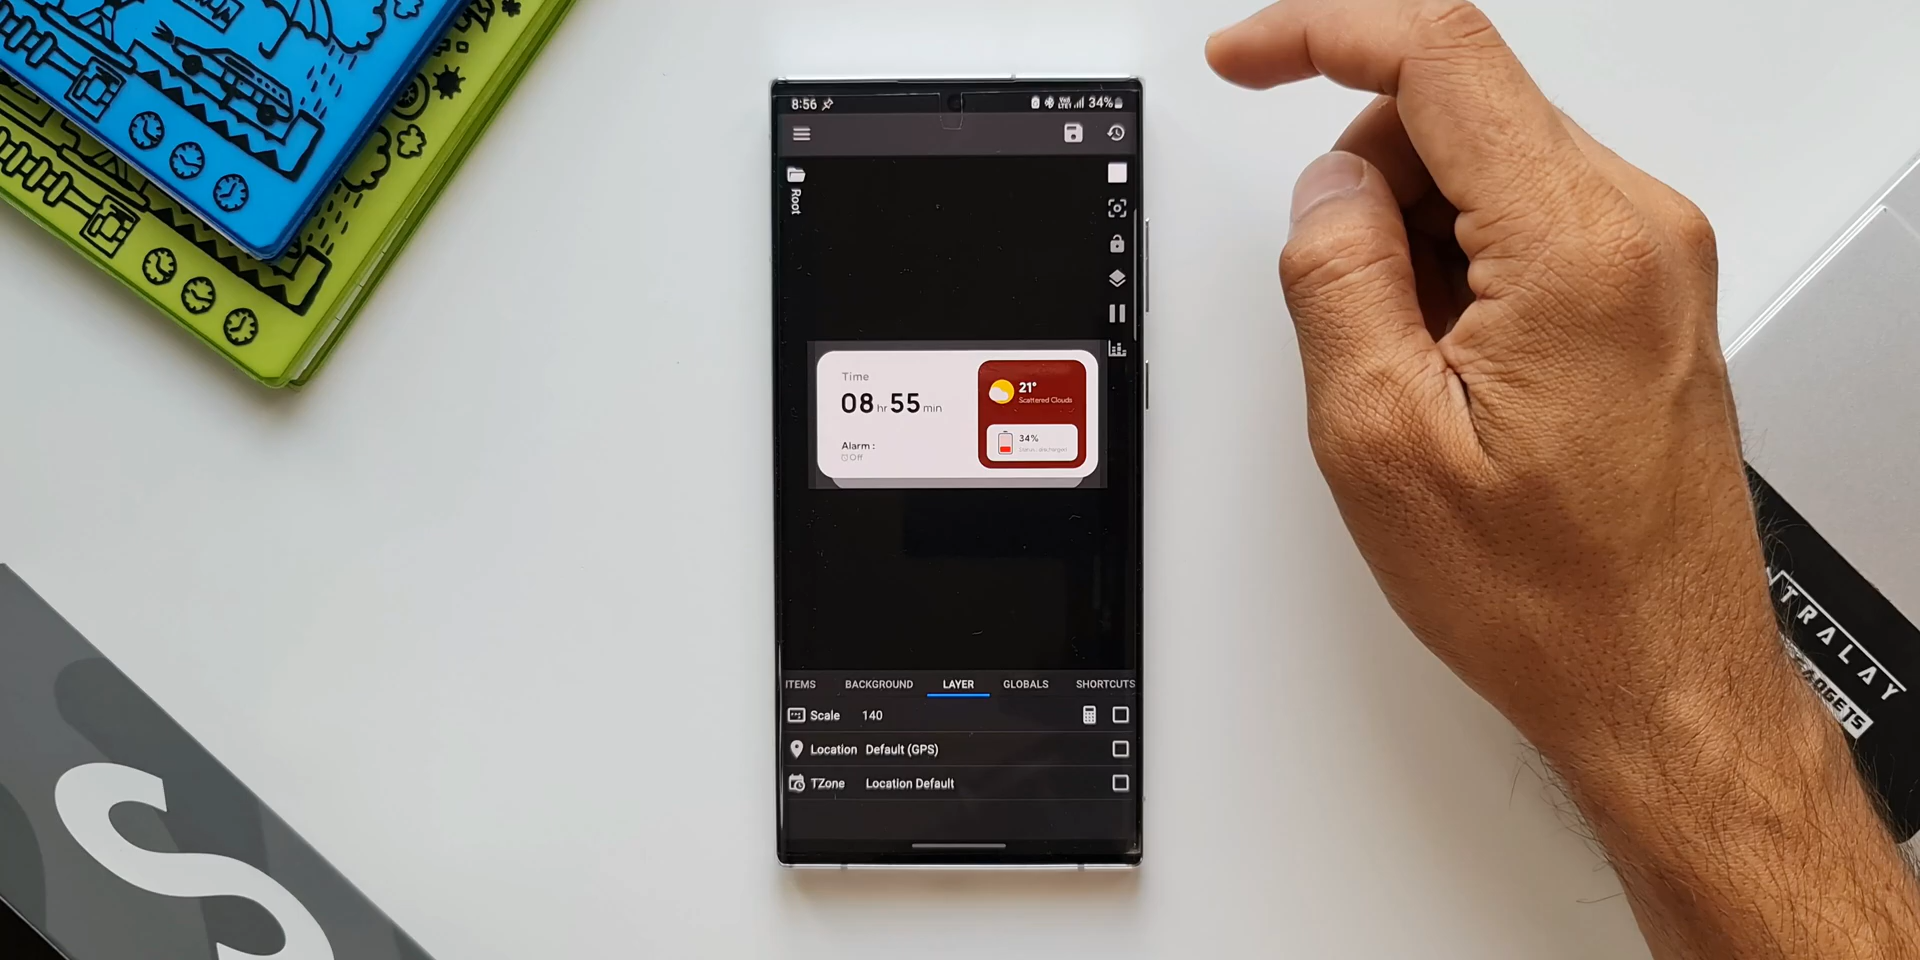 8:56
34%
Root
Time
08 hr 55 min
Alarm :
Off
21°
Scattered Clouds
34%
ITEMS BACKGROUND LAYER GLOBALS SHORTCUTS
Scale 140
Location Default (GPS)
TZone Location Default
S
TRALAY